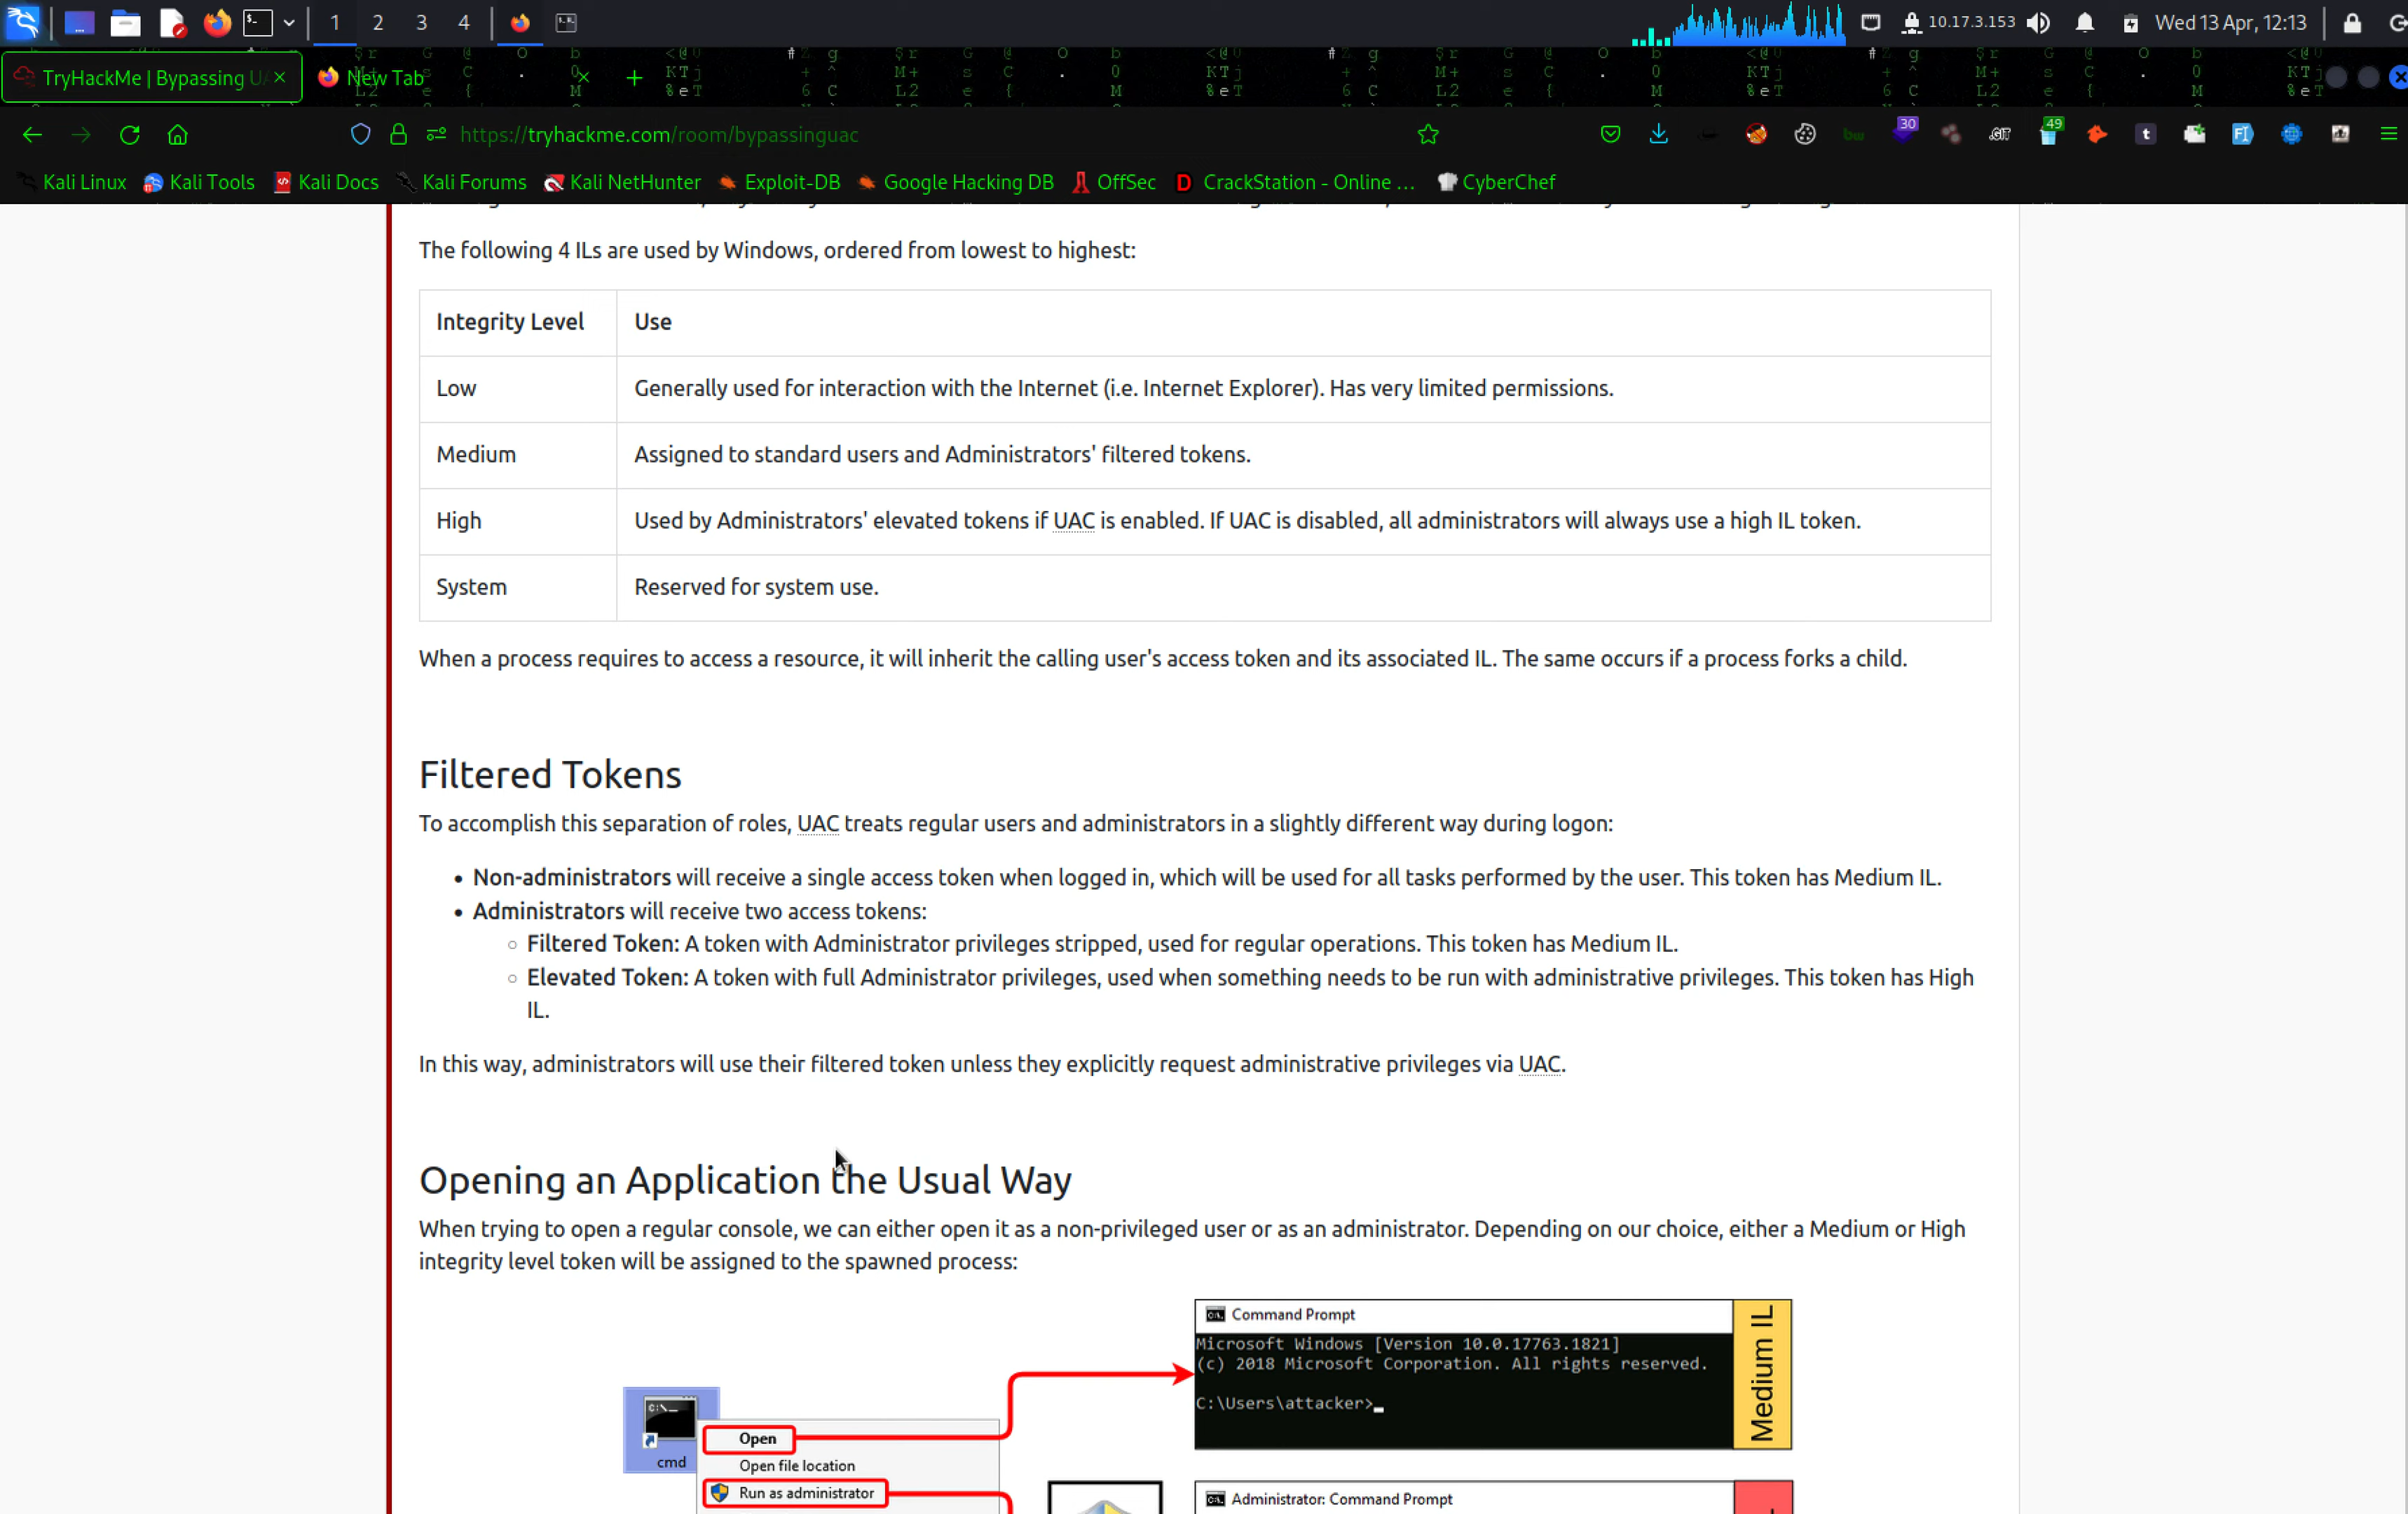 1 2 3 4 10.17.3.153 Wed 13 Apr, 12:13
TryHackMe | Bypassing UA × New Tab × +
https://tryhackme.com/room/bypassinguac 30 .GIT 49 t
Kali Linux Kali Tools Kali Docs Kali Forums Kali NetHunter Exploit-DB Google Hacking DB OffSec CrackStation - Online ... CyberChef
The following 4 ILs are used by Windows, ordered from lowest to highest:
Integrity Level Use
Low Generally used for interaction with the Internet (i.e. Internet Explorer). Has very limited permissions.
Medium Assigned to standard users and Administrators' filtered tokens.
High Used by Administrators' elevated tokens if UAC is enabled. If UAC is disabled, all administrators will always use a high IL token.
System Reserved for system use.
When a process requires to access a resource, it will inherit the calling user's access token and its associated IL. The same occurs if a process forks a child.
Filtered Tokens
To accomplish this separation of roles, UAC treats regular users and administrators in a slightly different way during logon:
• Non-administrators will receive a single access token when logged in, which will be used for all tasks performed by the user. This token has Medium IL.
• Administrators will receive two access tokens:
○ Filtered Token: A token with Administrator privileges stripped, used for regular operations. This token has Medium IL.
○ Elevated Token: A token with full Administrator privileges, used when something needs to be run with administrative privileges. This token has High
IL.
In this way, administrators will use their filtered token unless they explicitly request administrative privileges via UAC.
Opening an Application the Usual Way
When trying to open a regular console, we can either open it as a non-privileged user or as an administrator. Depending on our choice, either a Medium or High
integrity level token will be assigned to the spawned process:
Command Prompt
Microsoft Windows [Version 10.0.17763.1821]
(c) 2018 Microsoft Corporation. All rights reserved.
C:\Users\attacker>
Medium IL
cmd
Open
Open file location
Run as administrator
Administrator: Command Prompt